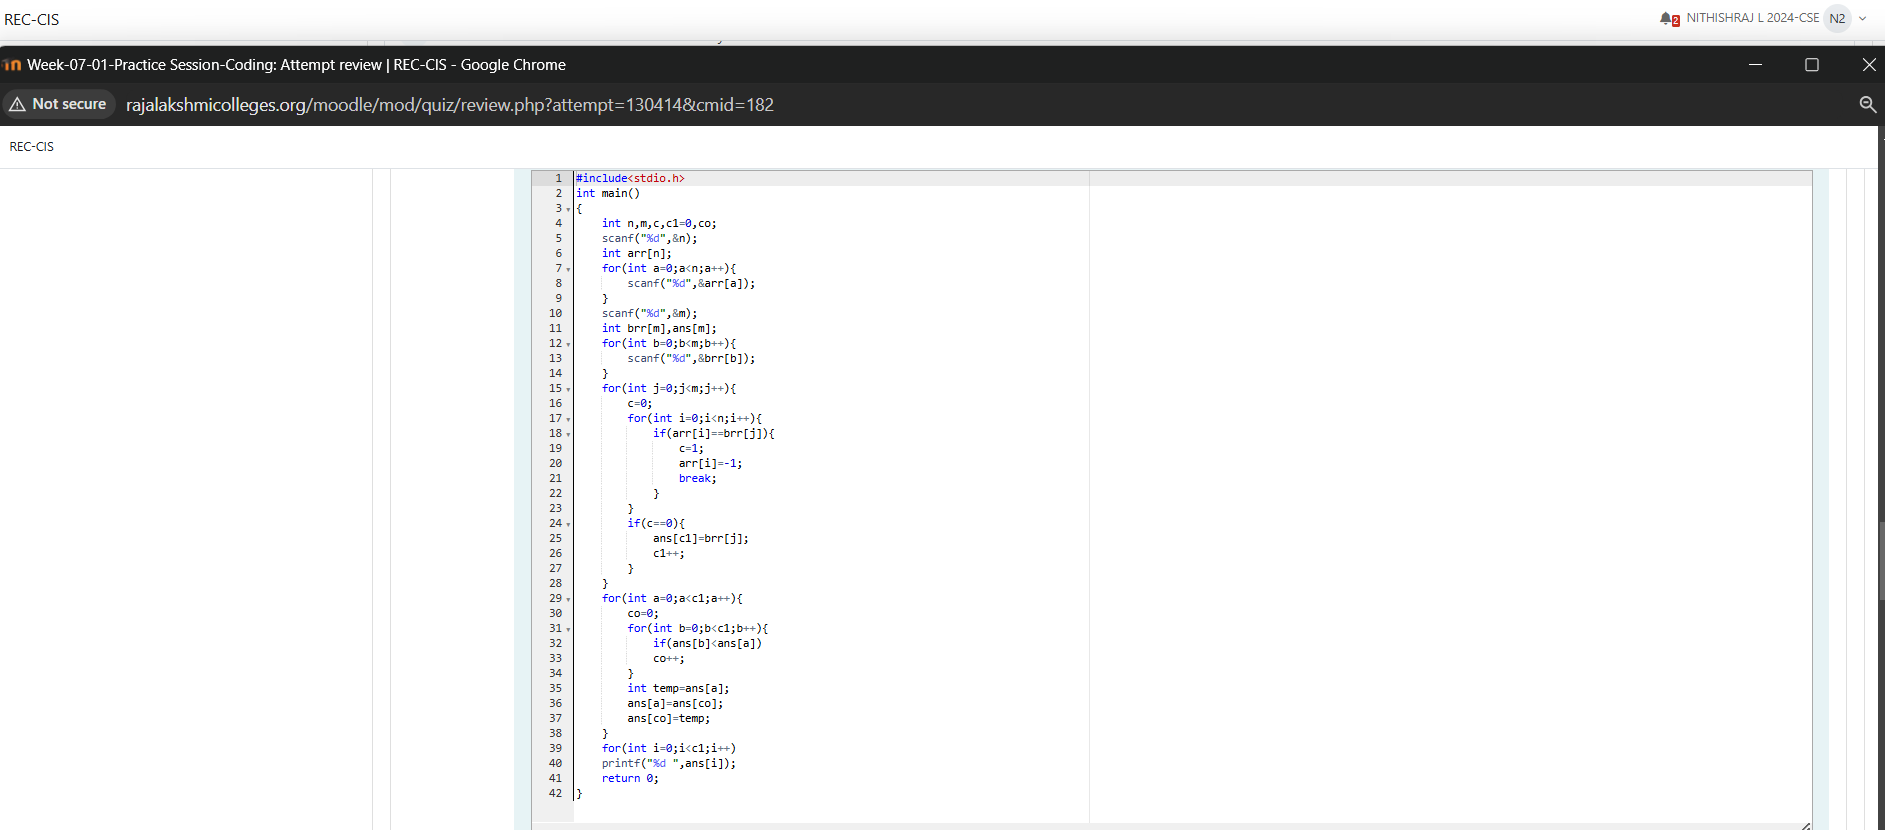 REC-CIS
2 NITHISHRAJ L 2024-CSE N2
Week-07-01-Practice Session-Coding: Attempt review | REC-CIS - Google Chrome
Not secure rajalakshmicolleges.org/moodle/mod/quiz/review.php?attempt=130414&cmid=182
REC-CIS
1 #include<stdio.h>
2 int main()
3 {
4 int n,m,c,c1=0,co;
5 scanf("%d",&n);
6 int arr[n];
7 for(int a=0;a<n;a++){
8 scanf("%d",&arr[a]);
9 }
10 scanf("%d",&m);
11 int brr[m],ans[m];
12 for(int b=0;b<m;b++){
13 scanf("%d",&brr[b]);
14 }
15 for(int j=0;j<m;j++){
16 c=0;
17 for(int i=0;i<n;i++){
18 if(arr[i]==brr[j]){
19 c=1;
20 arr[i]=-1;
21 break;
22 }
23 }
24 if(c==0){
25 ans[c1]=brr[j];
26 c1++;
27 }
28 }
29 for(int a=0;a<c1;a++){
30 co=0;
31 for(int b=0;b<c1;b++){
32 if(ans[b]<ans[a])
33 co++;
34 }
35 int temp=ans[a];
36 ans[a]=ans[co];
37 ans[co]=temp;
38 }
39 for(int i=0;i<c1;i++)
40 printf("%d ",ans[i]);
41 return 0;
42 }